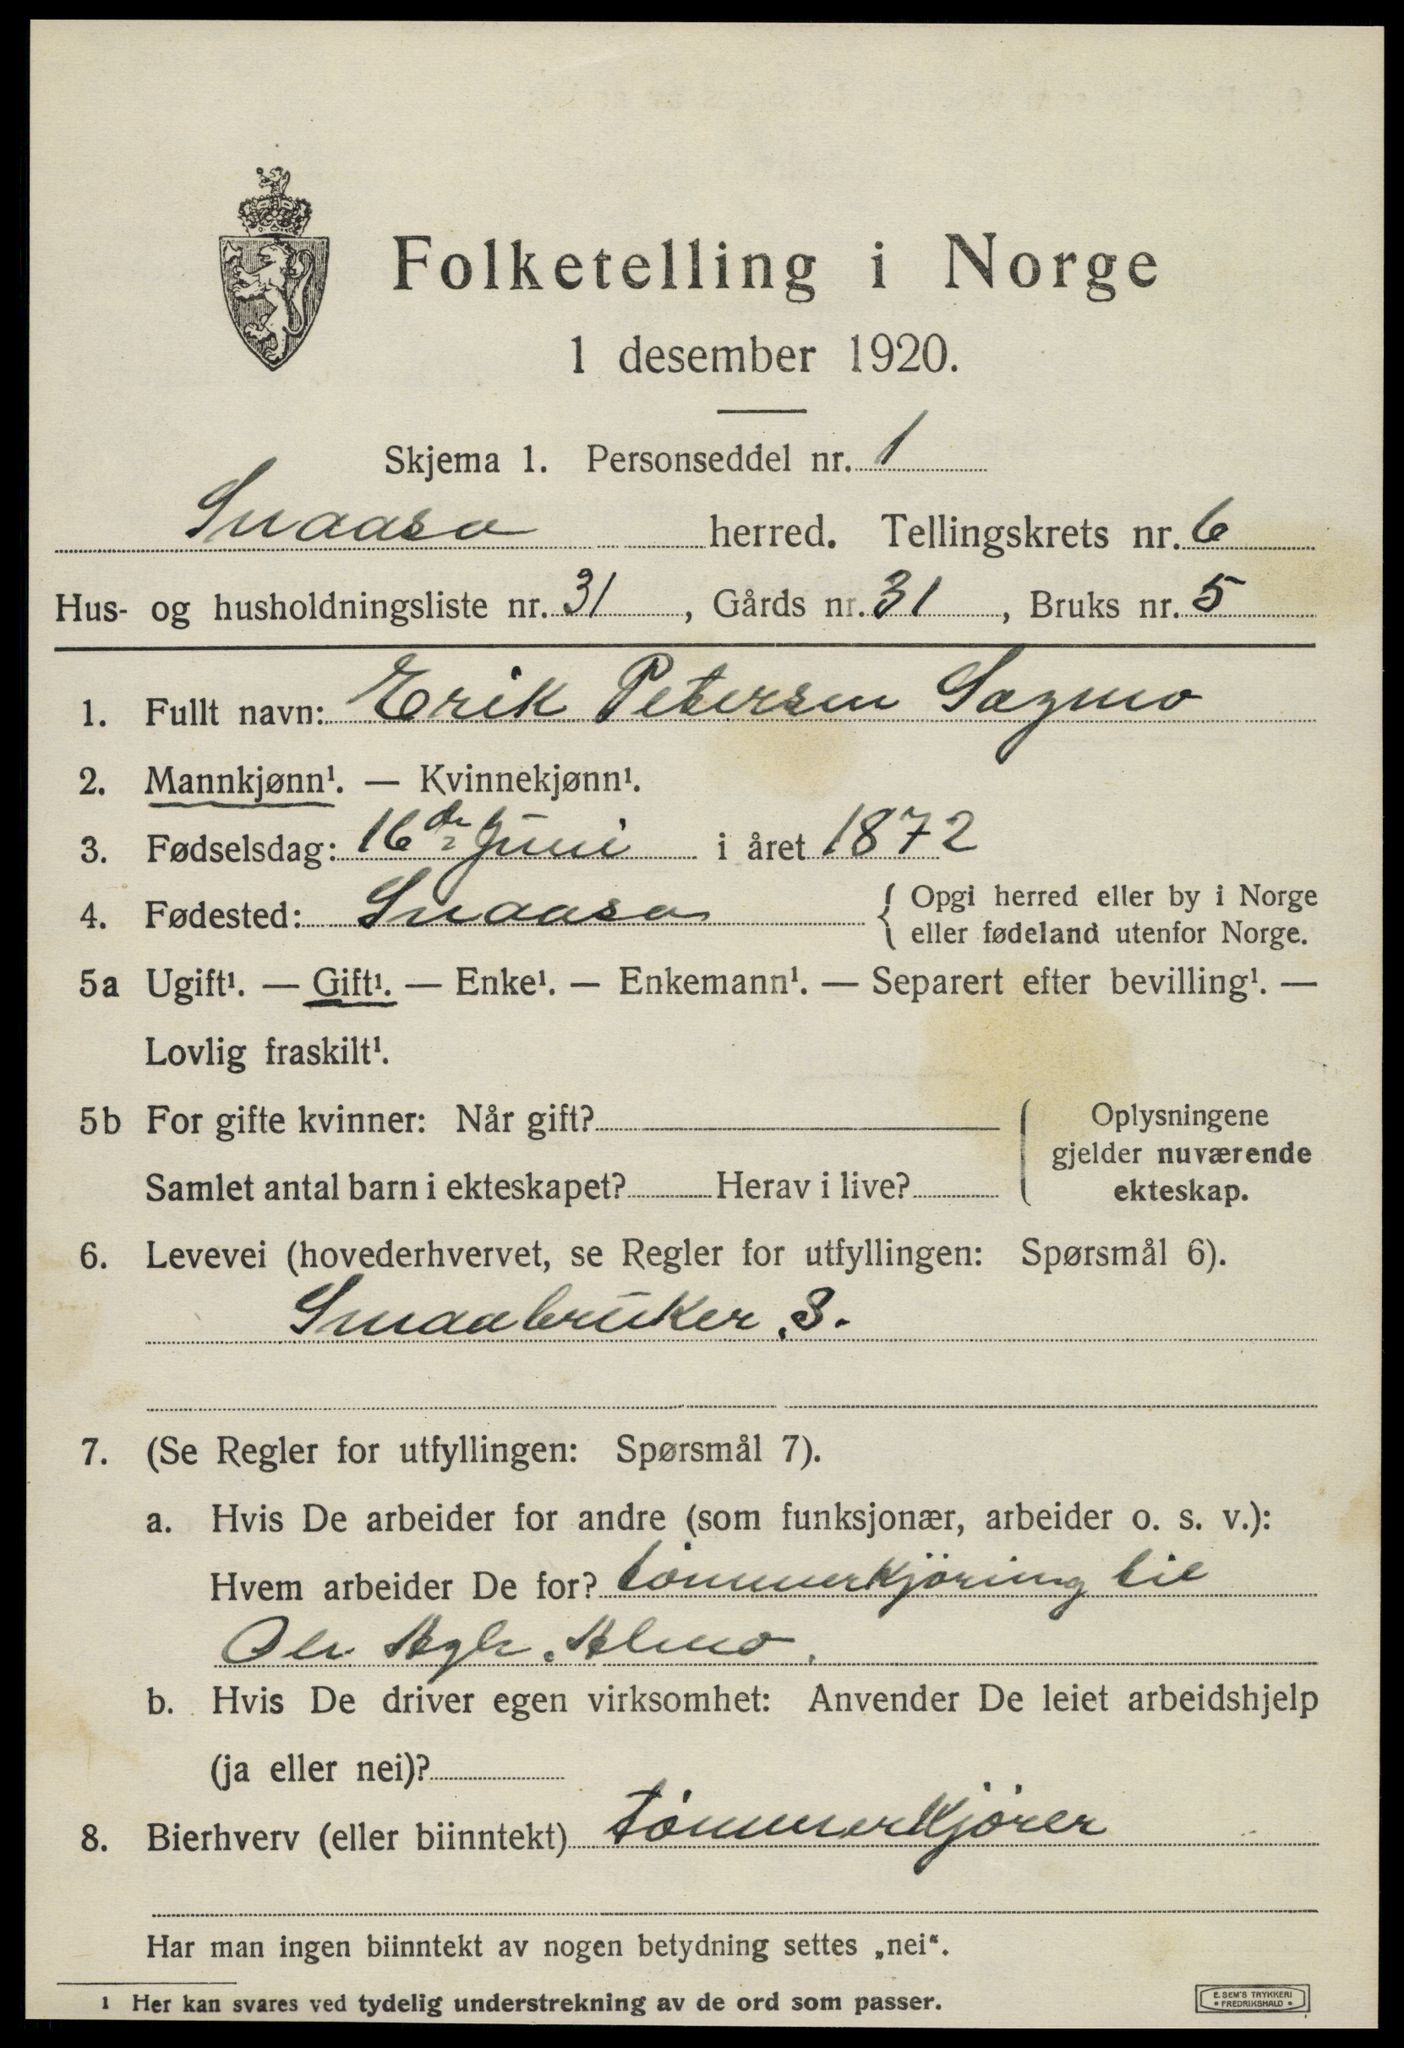 Folketelling i Norge
1 desember 1920.
Skjema 1. Personseddel nr. 1
Snaasa herred. Tellingskrets nr. 6
Hus- og husholdningsliste nr. 31, Gårds nr. 31, Bruks nr. 5
1. Fullt navn: Erik Petersen Sagmo
2. Mannkjønn¹. — Kvinnekjønn¹.
3. Fødselsdag: 16de Juni i året 1872
4. Fødested: Snaasa { Opgi herred eller by i Norge
eller fødeland utenfor Norge.
5a Ugift¹. — Gift¹. — Enke¹. — Enkemann¹. — Separert efter bevilling¹. —
Lovlig fraskilt¹.
5b For gifte kvinner: Når gift? { Oplysningene
gjelder nuværende
Samlet antal barn i ekteskapet? Herav i live? ekteskap.
6. Levevei (hovederhvervet, se Regler for utfyllingen: Spørsmål 6).
Smaabruker. S.
7. (Se Regler for utfyllingen: Spørsmål 7).
a. Hvis De arbeider for andre (som funksjonær, arbeider o. s. v.):
Hvem arbeider De for? tömmerkjöring til
Ole Almo.
b. Hvis De driver egen virksomhet: Anvender De leiet arbeidshjelp
(ja eller nei)?
8. Bierhverv (eller biinntekt) tömmerkjörer
Har man ingen biinntekt av nogen betydning settes „nei“.
1 Her kan svares ved tydelig understrekning av de ord som passer.
E. SEM'S TRYKKERI
• FREDRIKSHALD •